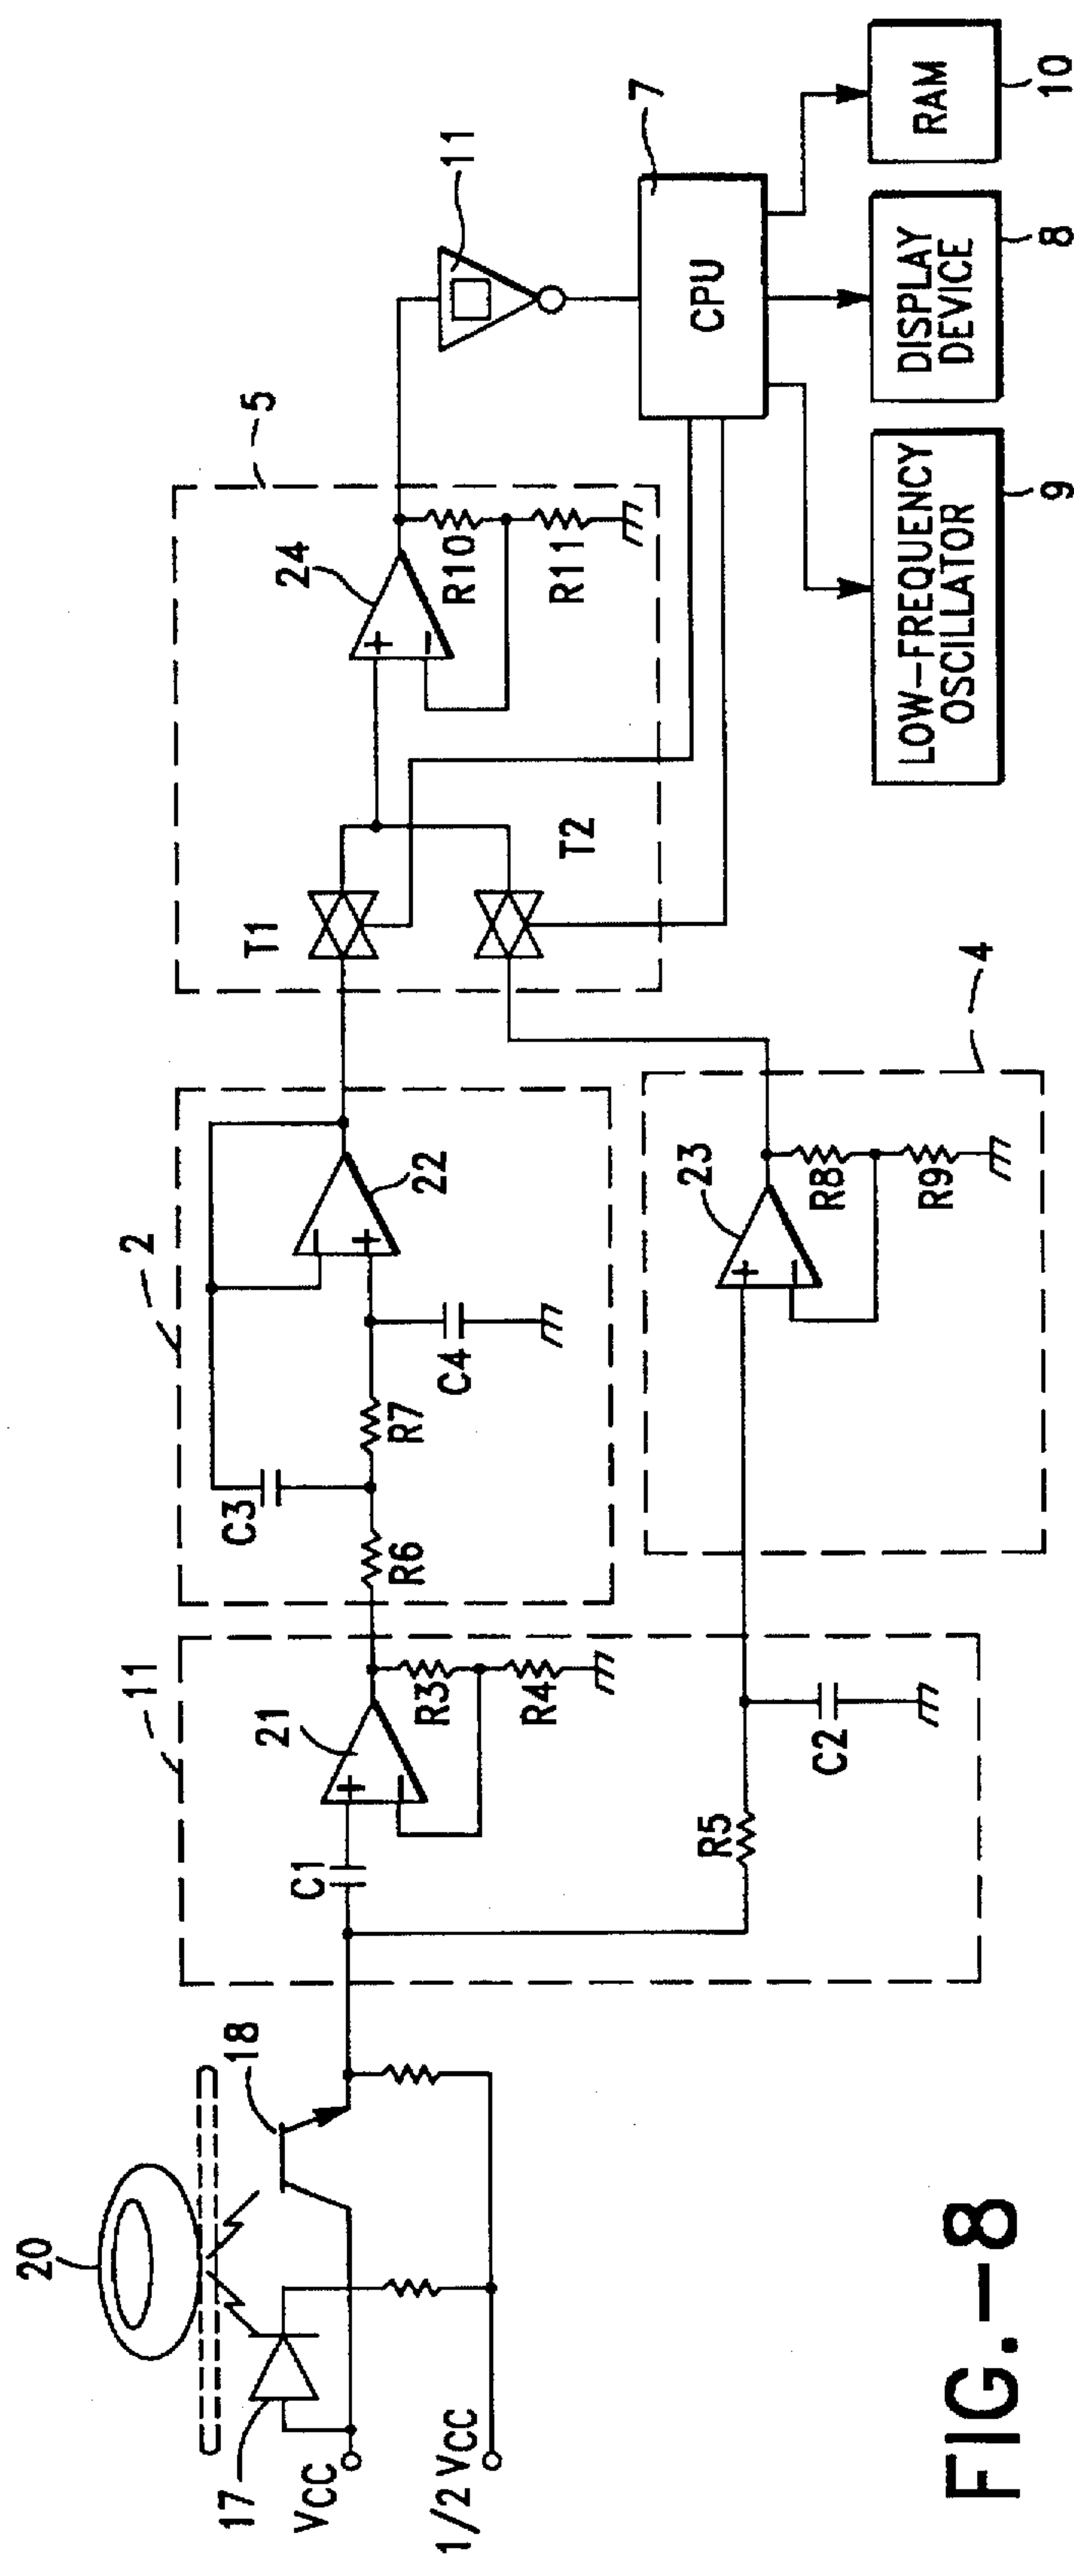 20
17
18
VCC
1/2 VCC
11
C1
21
R3
R4
R5
C2
2
C3
R6
R7
C4
22
4
23
R8
R9
5
T1
T2
24
R10
R11
11
7
CPU
LOW-FREQUENCY
OSCILLATOR
9
DISPLAY
DEVICE
8
RAM
10
+
−
−
+
+
−
+
−
FIG.-8